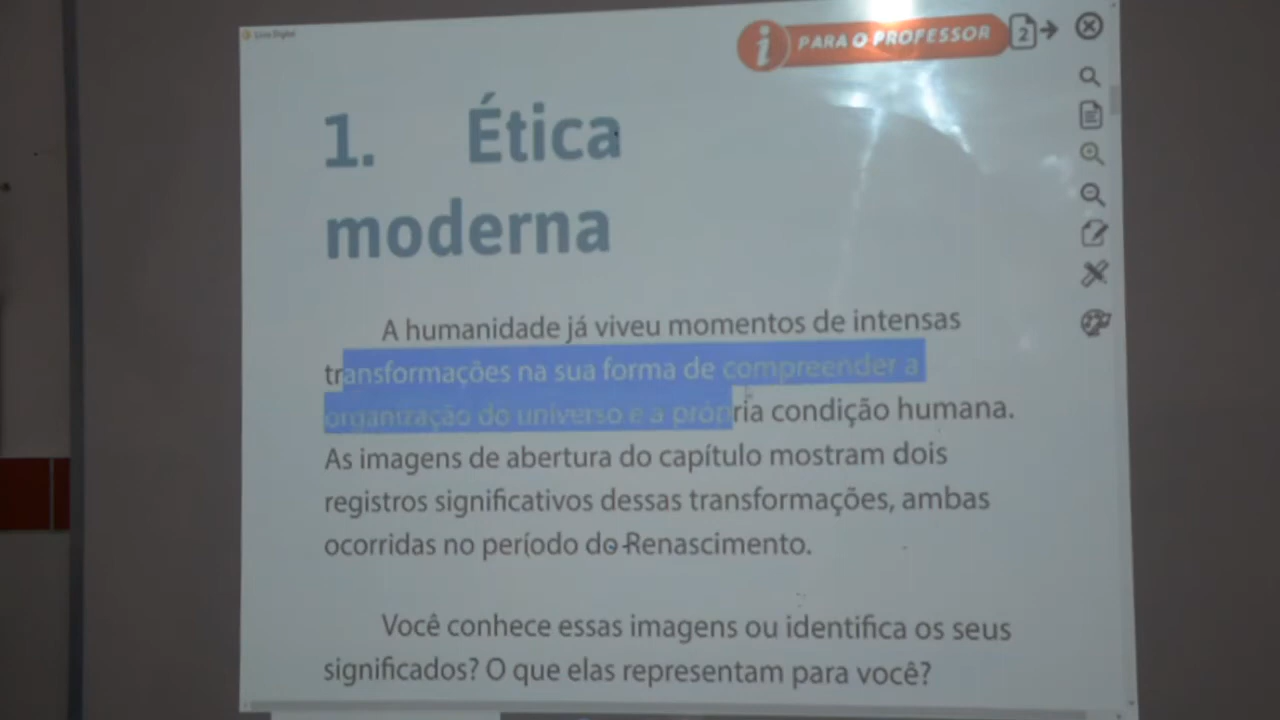 Livro Digital
PARA O PROFESSOR
2
1. Ética
moderna
A humanidade já viveu momentos de intensas
transformações na sua forma de compreender a
organização do universo e a própria condição humana.
As imagens de abertura do capítulo mostram dois
registros significativos dessas transformações, ambas
ocorridas no período do Renascimento.
Você conhece essas imagens ou identifica os seus
significados? O que elas representam para você?